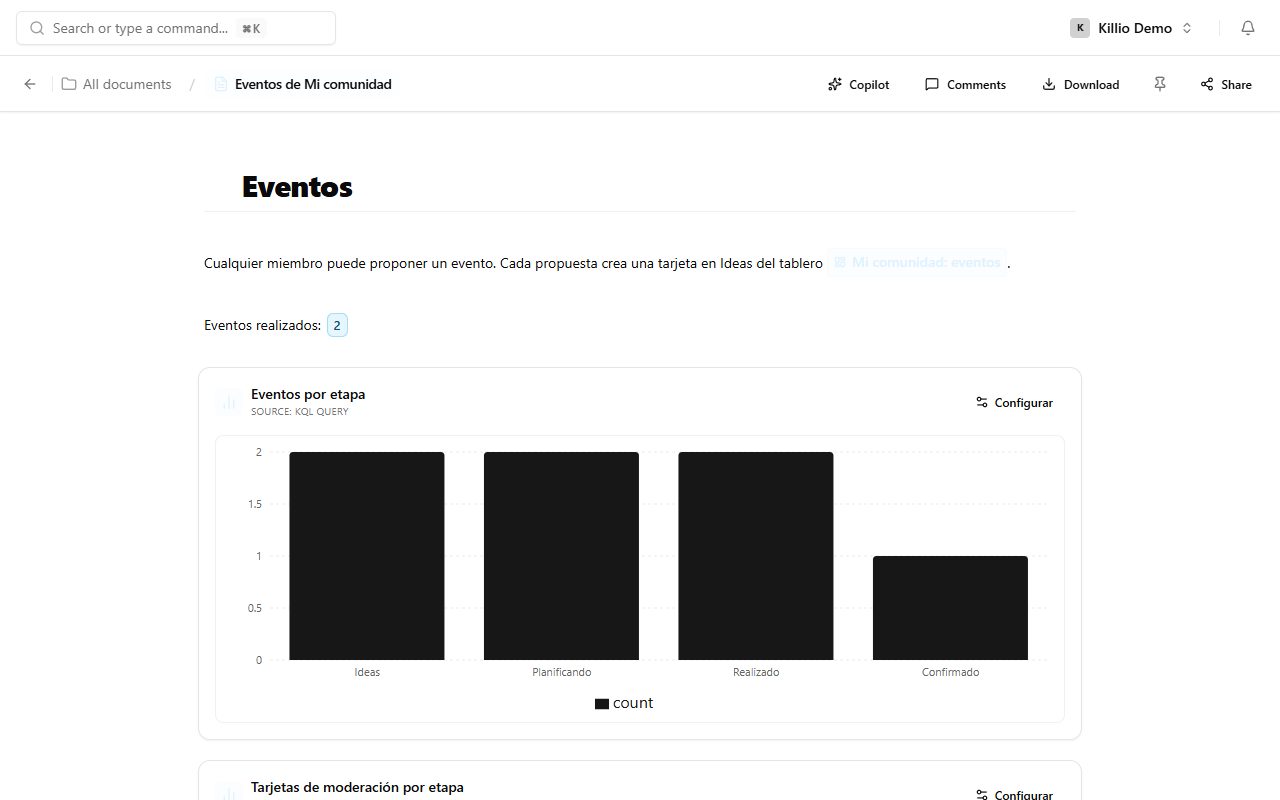 Search or type a command... ⌘K
K Killio Demo
All documents / Eventos de Mi comunidad
Copilot
Comments
Download
Share
Eventos
Cualquier miembro puede proponer un evento. Cada propuesta crea una tarjeta en Ideas del tablero Mi comunidad: eventos .
Eventos realizados: 2
Eventos por etapa
SOURCE: KQL QUERY
Configurar
2
1.5
1
0.5
0
Ideas Planificando Realizado Confirmado
count
Tarjetas de moderación por etapa
Configurar